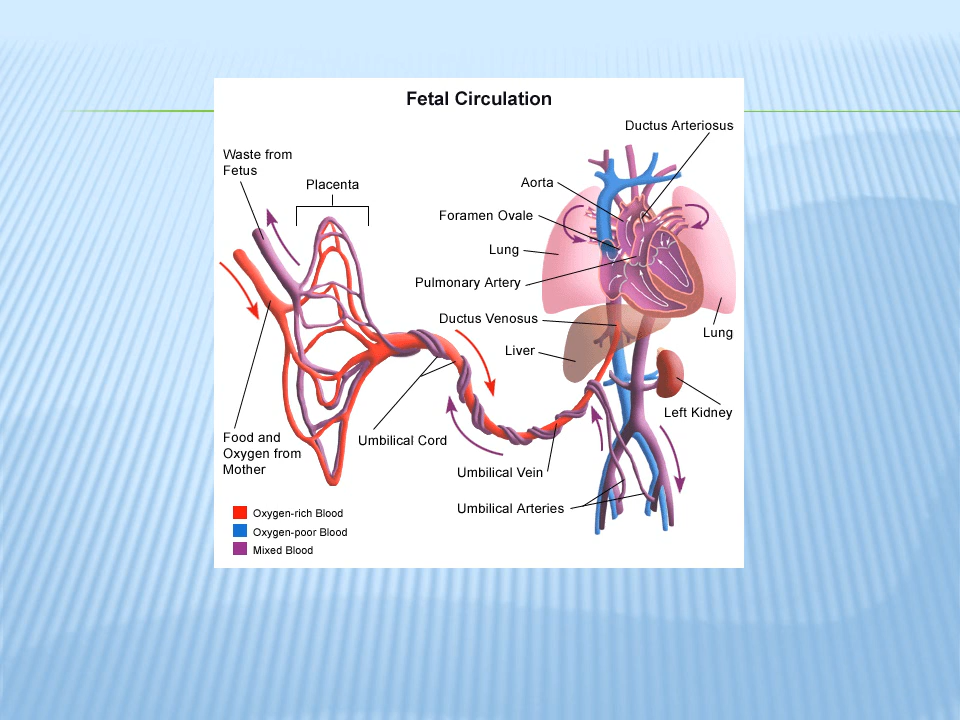 Fetal Circulation
Ductus Arteriosus
Waste from
Fetus
Placenta
Aorta
Foramen Ovale
Lung
Pulmonary Artery
Ductus Venosus
Lung
Liver
Left Kidney
Food and
Oxygen from
Mother
Umbilical Cord
Umbilical Vein
Umbilical Arteries
Oxygen-rich Blood
Oxygen-poor Blood
Mixed Blood